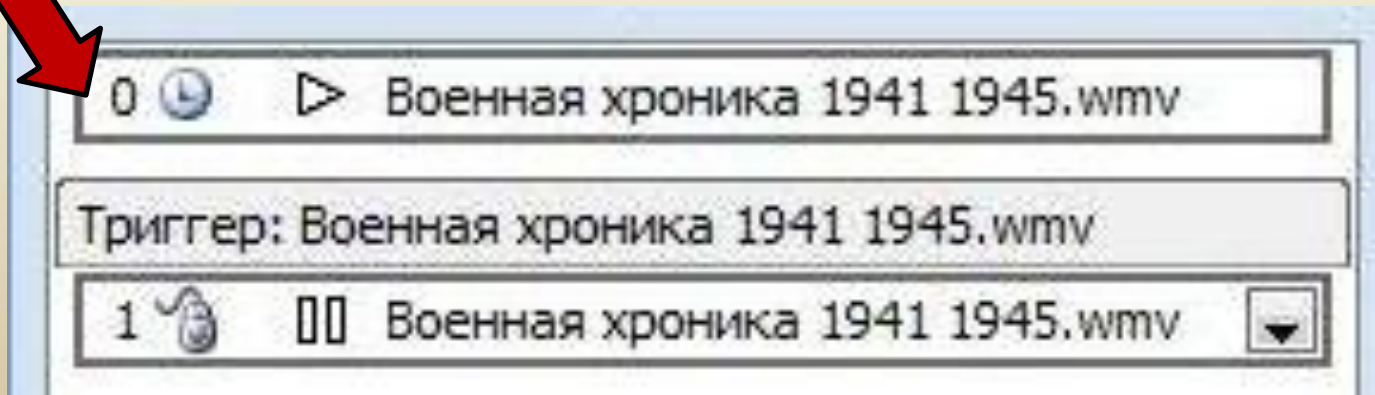 0 Военная хроника 1941 1945.wmv
Триггер: Военная хроника 1941 1945.wmv
1 Военная хроника 1941 1945.wmv